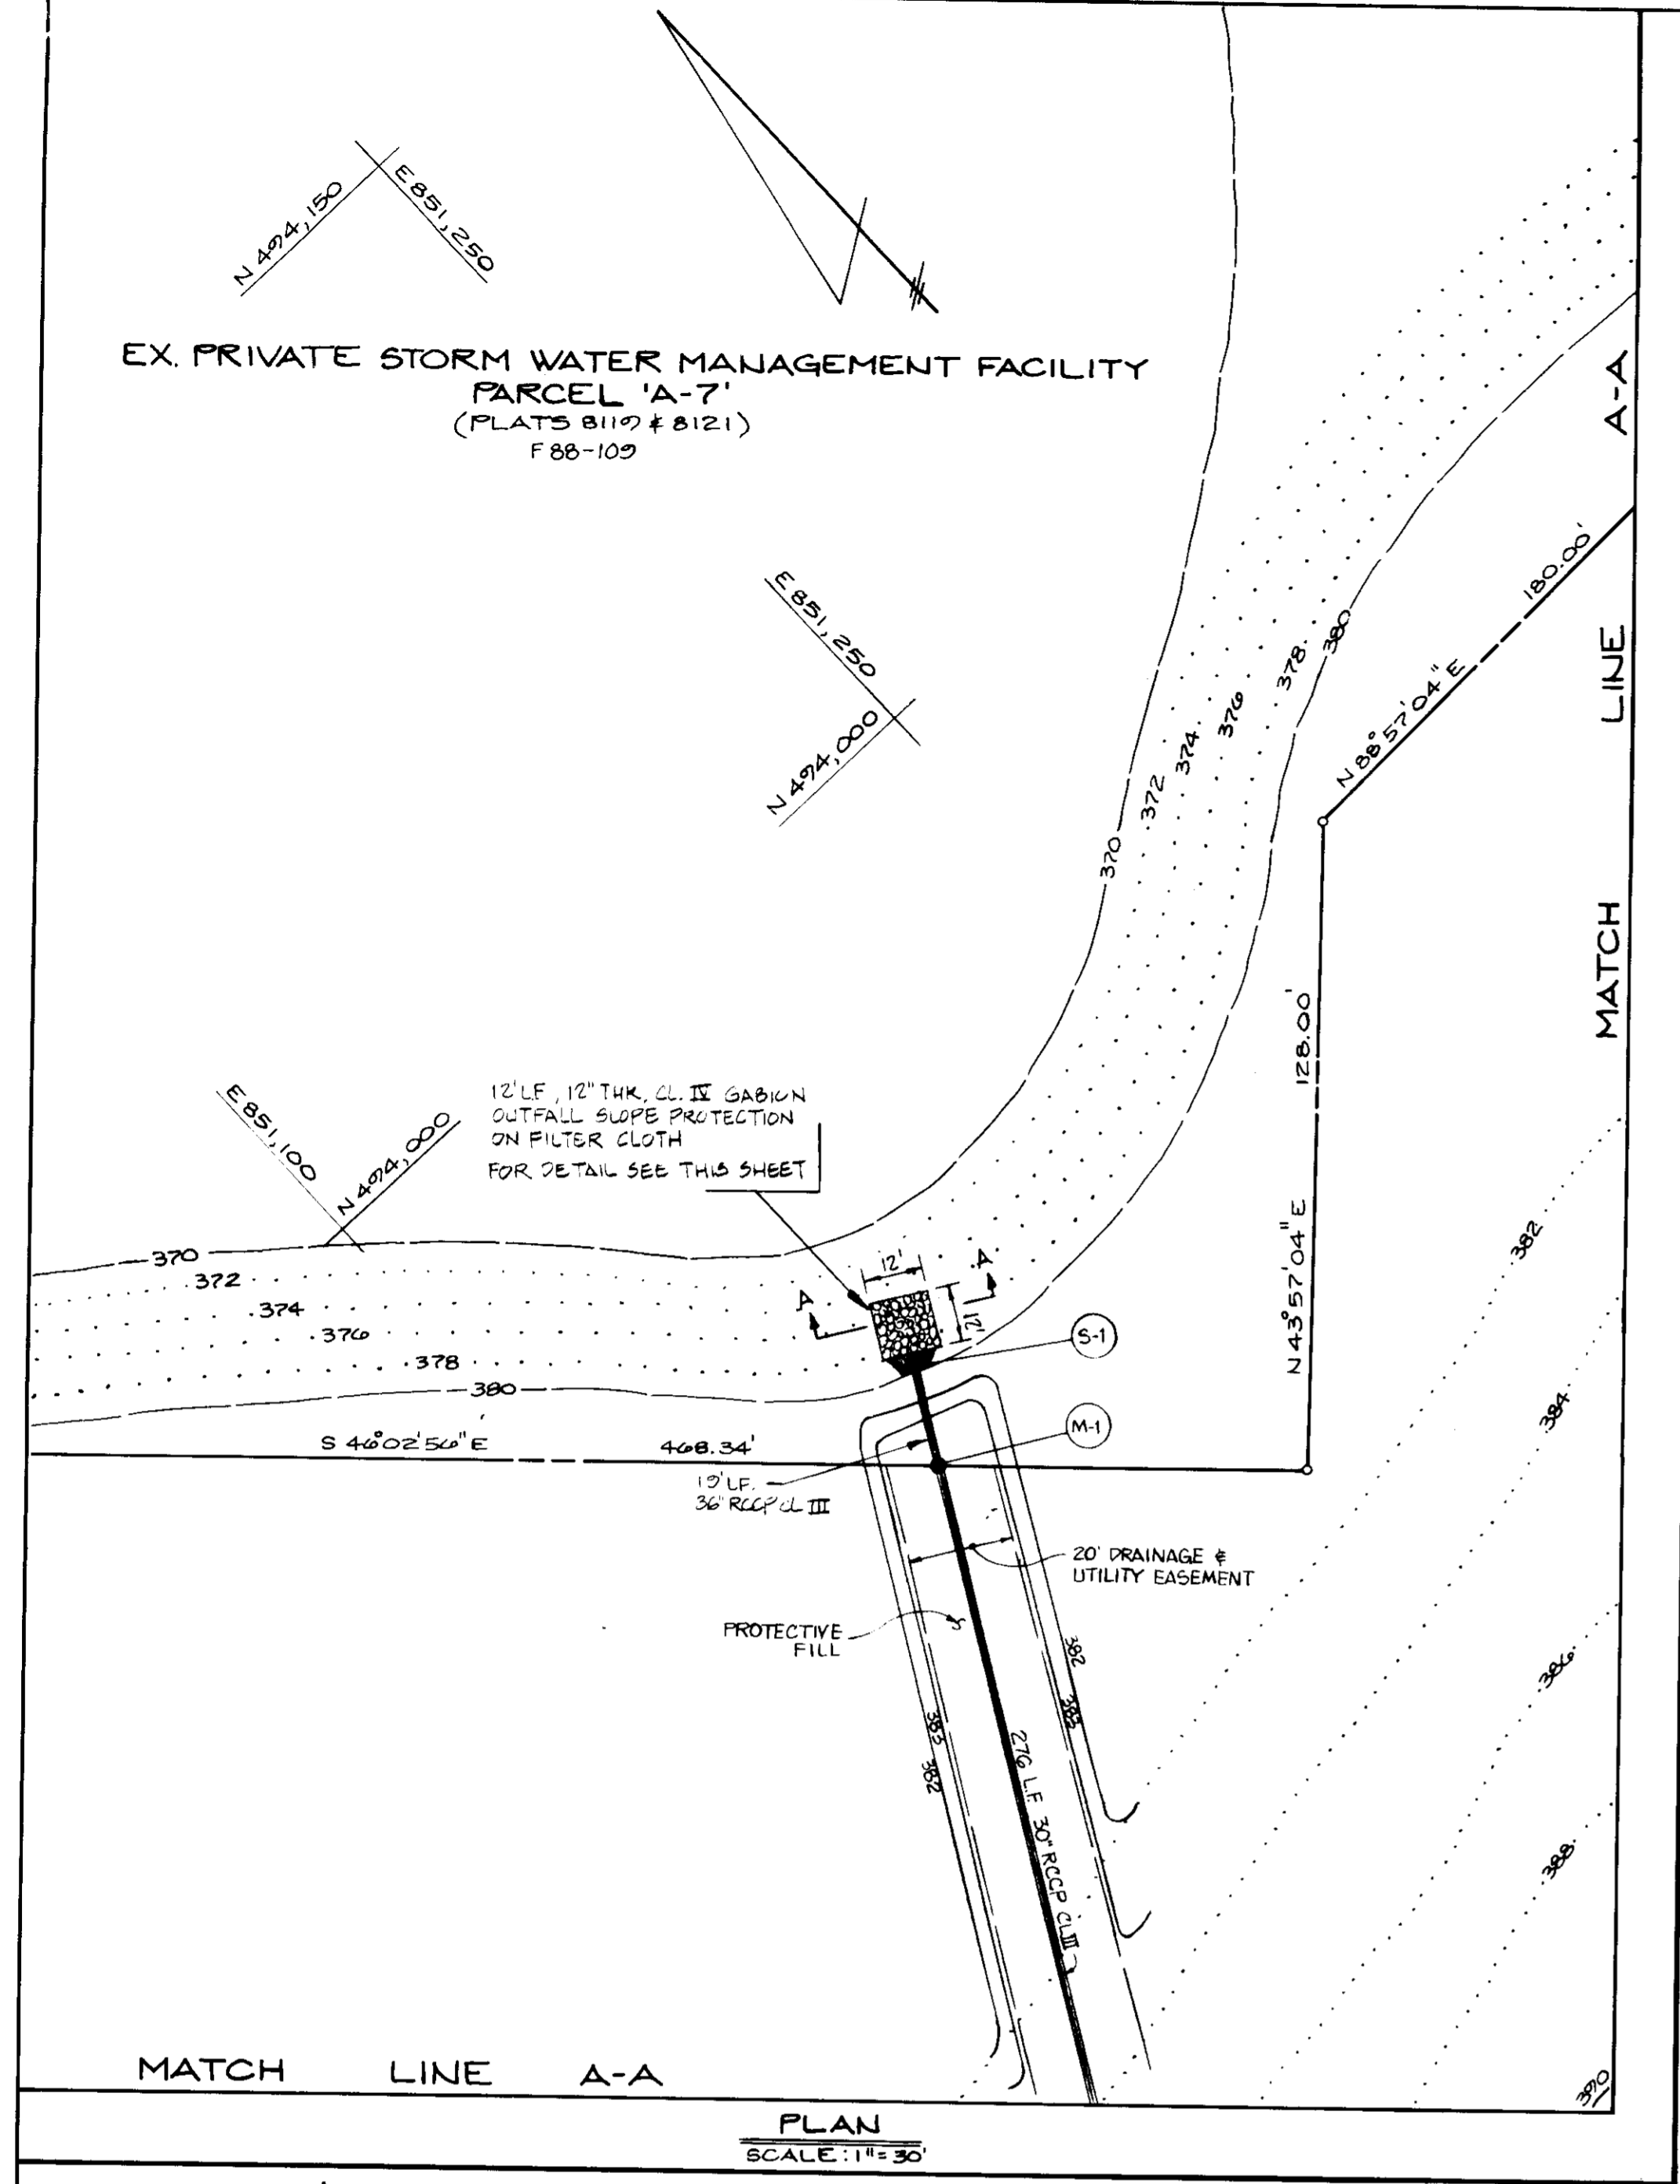 N 494,150
E 851,250
EX. PRIVATE STORM WATER MANAGEMENT FACILITY
PARCEL 'A-7'
(PLATS 8119 & 8121)
F 88-109
E 851,250
N 494,000
A-A
LINE
MATCH
180.00'
N 88°57'04" E
370
372
374
376
378
380
128.00'
N 43°57'04" E
E 851,100
N 494,000
12' LF, 12" THK, CL. IV GABION
OUTFALL SLOPE PROTECTION
ON FILTER CLOTH
FOR DETAIL SEE THIS SHEET
370
372
374
376
378
380
12'
A
A
12'
S-1
M-1
S 46°02'56" E
468.34'
19' LF.
36" RCCP CL III
20' DRAINAGE &
UTILITY EASEMENT
PROTECTIVE
FILL
382
383
383
382
276 L.F. 30" RCCP CL III
382
384
386
388
390
MATCH LINE A-A
PLAN
SCALE: 1" = 30'